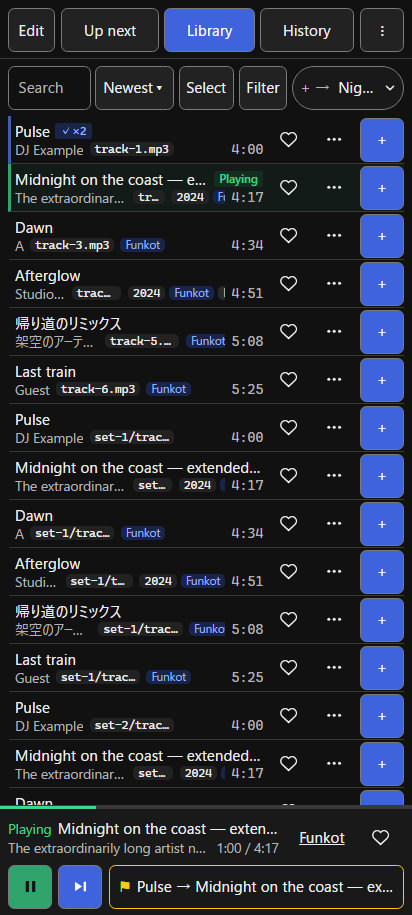 Edit Up next Library History ⋮
Search Newest ▾ Select Filter + → Nig...
Pulse ✓×2
DJ Example track-1.mp3 4:00 +
Midnight on the coast — e... Playing
The extraordinar... tr... 2024 4:17 +
Dawn
A track-3.mp3 Funkot 4:34 +
Afterglow
Studio... trac... 2024 Funkot 4:51 +
帰り道のリミックス
架空のアーテ... track-5.... Funkot 5:08 +
Last train
Guest track-6.mp3 Funkot 5:25 +
Pulse
DJ Example set-1/trac... 4:00 +
Midnight on the coast — extended...
The extraordinar... set... 2024 4:17 +
Dawn
A set-1/trac... Funkot 4:34 +
Afterglow
Studi... set-1/t... 2024 Funkot 4:51 +
帰り道のリミックス
架空のアー... set-1/trac... Funko 5:08 +
Last train
Guest set-1/trac... Funkot 5:25 +
Pulse
DJ Example set-2/trac... 4:00 +
Midnight on the coast — extended...
The extraordinar... set... 2024 4:17 +
Dawn
Playing Midnight on the coast — exten... Funkot
The extraordinarily long artist n... 1:00 / 4:17
Pulse → Midnight on the coast — ex...